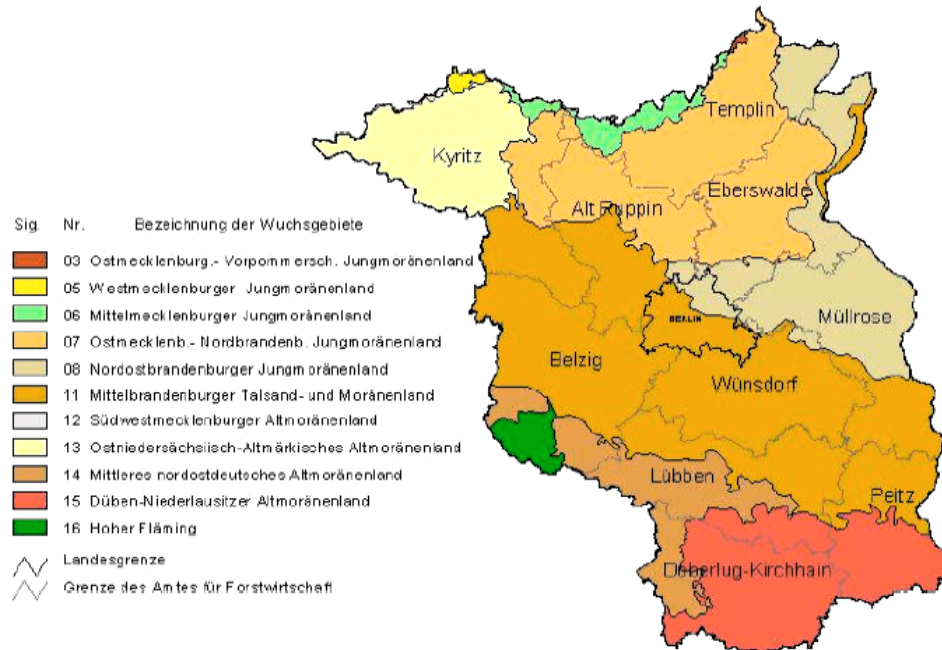 Templin
Kyritz
Eberswalde
Alt Ruppin
Sig. Nr. Bezeichnung der Wuchsgebiete
03 Ostmecklenburg.- Vorpommersch. Jungmoränenland
05 Westmecklenburger Jungmoränenland
06 Mittelmecklenburger Jungmoränenland
Müllrose
BERLIN
07 Ostmecklenb.- Nordbrandenb. Jungmoränenland
Belzig
08 Nordostbrandenburger Jungmoränenland
Wünsdorf
11 Mittelbrandenburger Talsand- und Moränenland
12 Südwestmecklenburger Altmoränenland
13 Ostniedersächsiisch-Altmärkisches Altmoränenland
14 Mittleres nordostdeutsches Altmoränenland
Lübben
15 Düben-Niederlausitzer Altmoränenland
Peitz
16 Hoher Fläming
Landesgrenze
Doberlug-Kirchhain
Grenze des Amtes für Forstwirtschaft